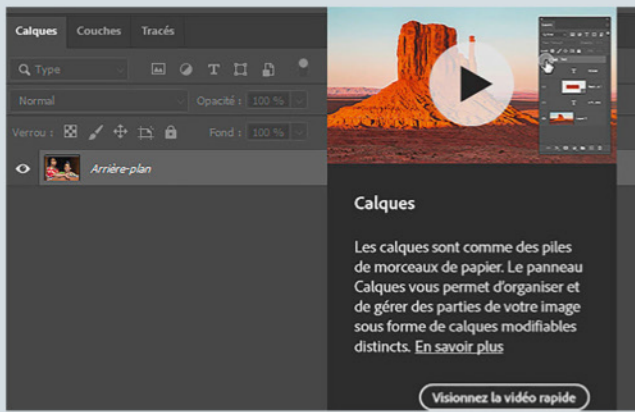 Calques Couches Tracés
Type
Normal Opacité : 100 %
Verrou : Fond : 100 %
Arrière-plan
Calques
Les calques sont comme des piles
de morceaux de papier. Le panneau
Calques vous permet d'organiser et
de gérer des parties de votre image
sous forme de calques modifiables
distincts. En savoir plus
Visionnez la vidéo rapide